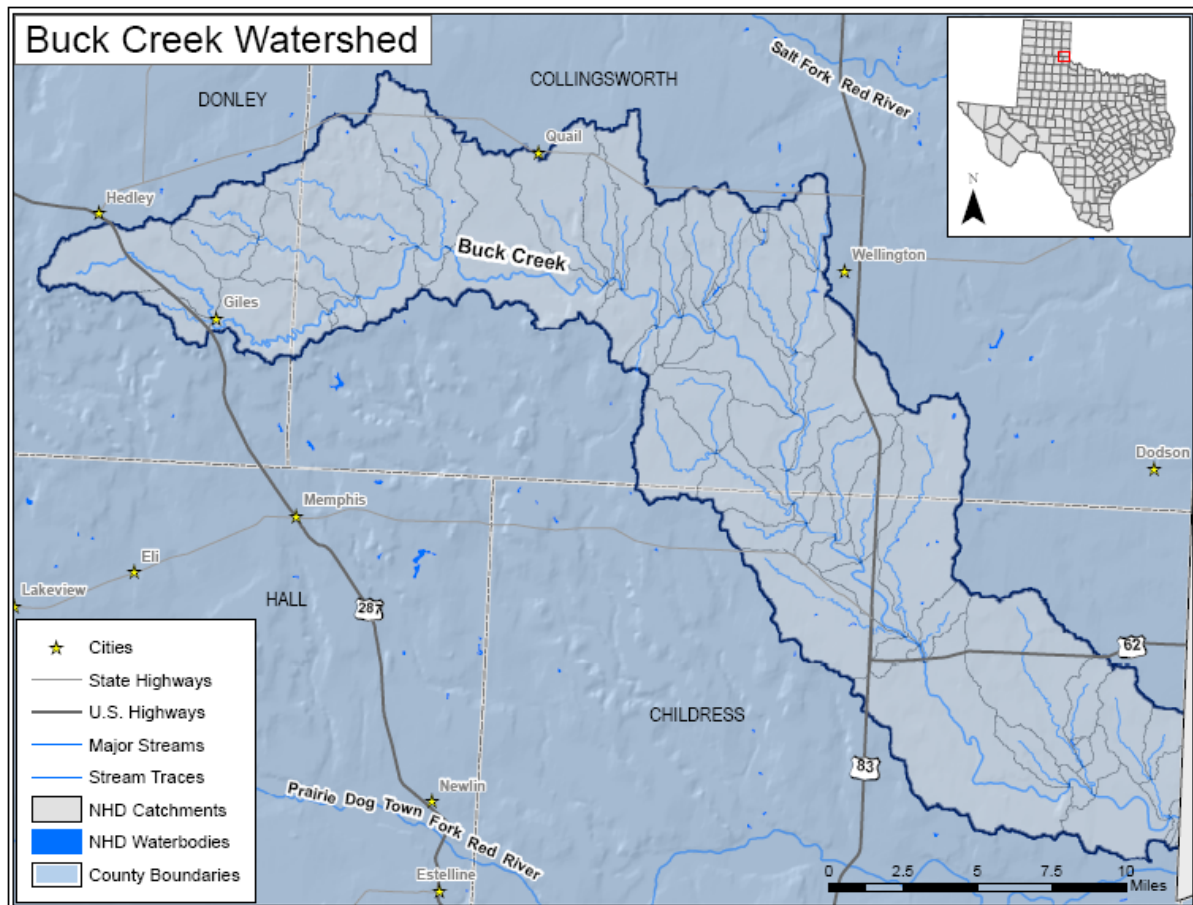 Buck Creek Watershed
DONLEY
COLLINGSWORTH
Salt Fork Red River
N
Quail
Hedley
Buck Creek
Wellington
Giles
Dodson
Memphis
Eli
Lakeview
HALL
287
62
CHILDRESS
83
Newlin
Prairie Dog Town Fork Red River
Estelline
Cities
State Highways
U.S. Highways
Major Streams
Stream Traces
NHD Catchments
NHD Waterbodies
County Boundaries
0 2.5 5 7.5 10
Miles